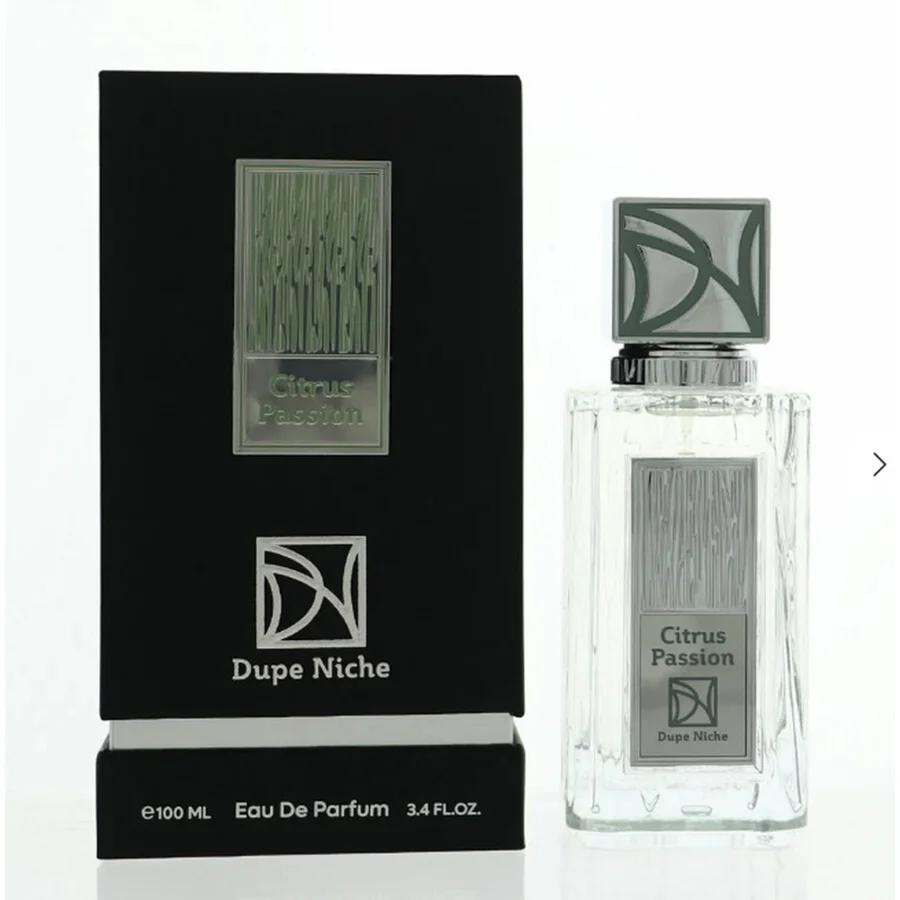 Citrus
Passion
Dupe Niche
℮100 ML Eau De Parfum 3.4 FL.OZ.
Citrus
Passion
Dupe Niche